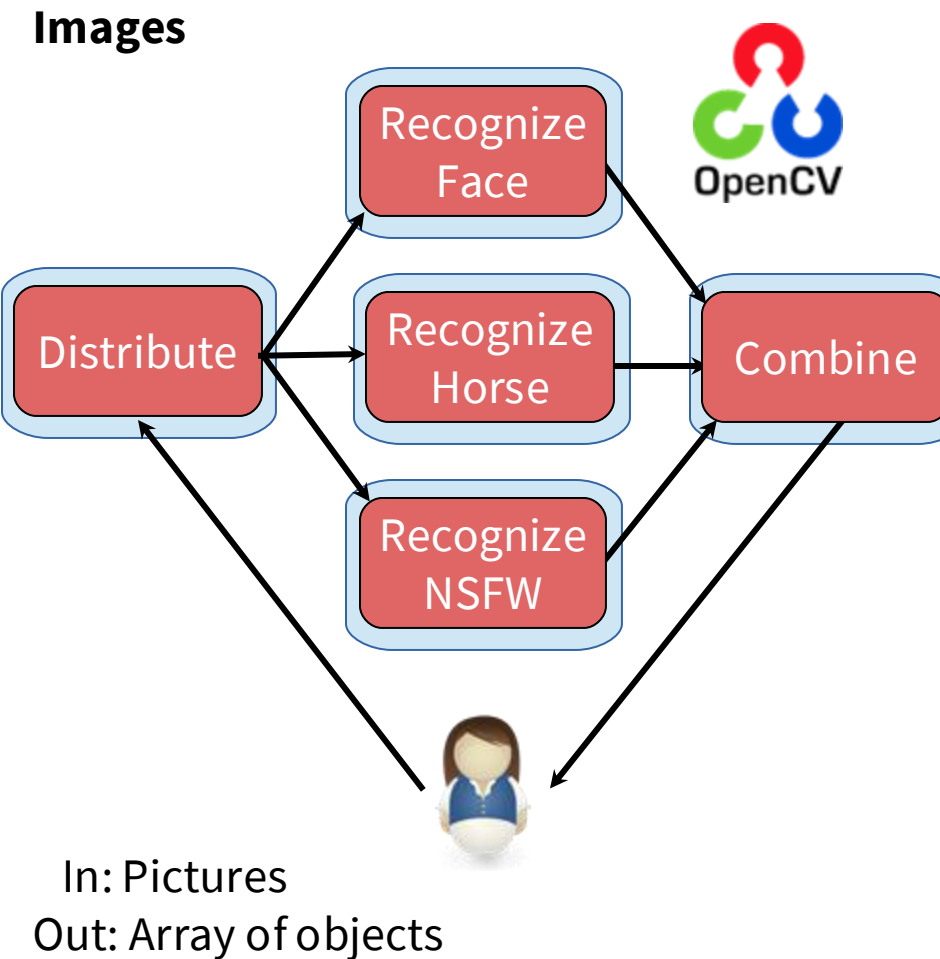 Images
OpenCV
Recognize
Face
Distribute
Recognize
Horse
Combine
Recognize
NSFW
In: Pictures
Out: Array of objects